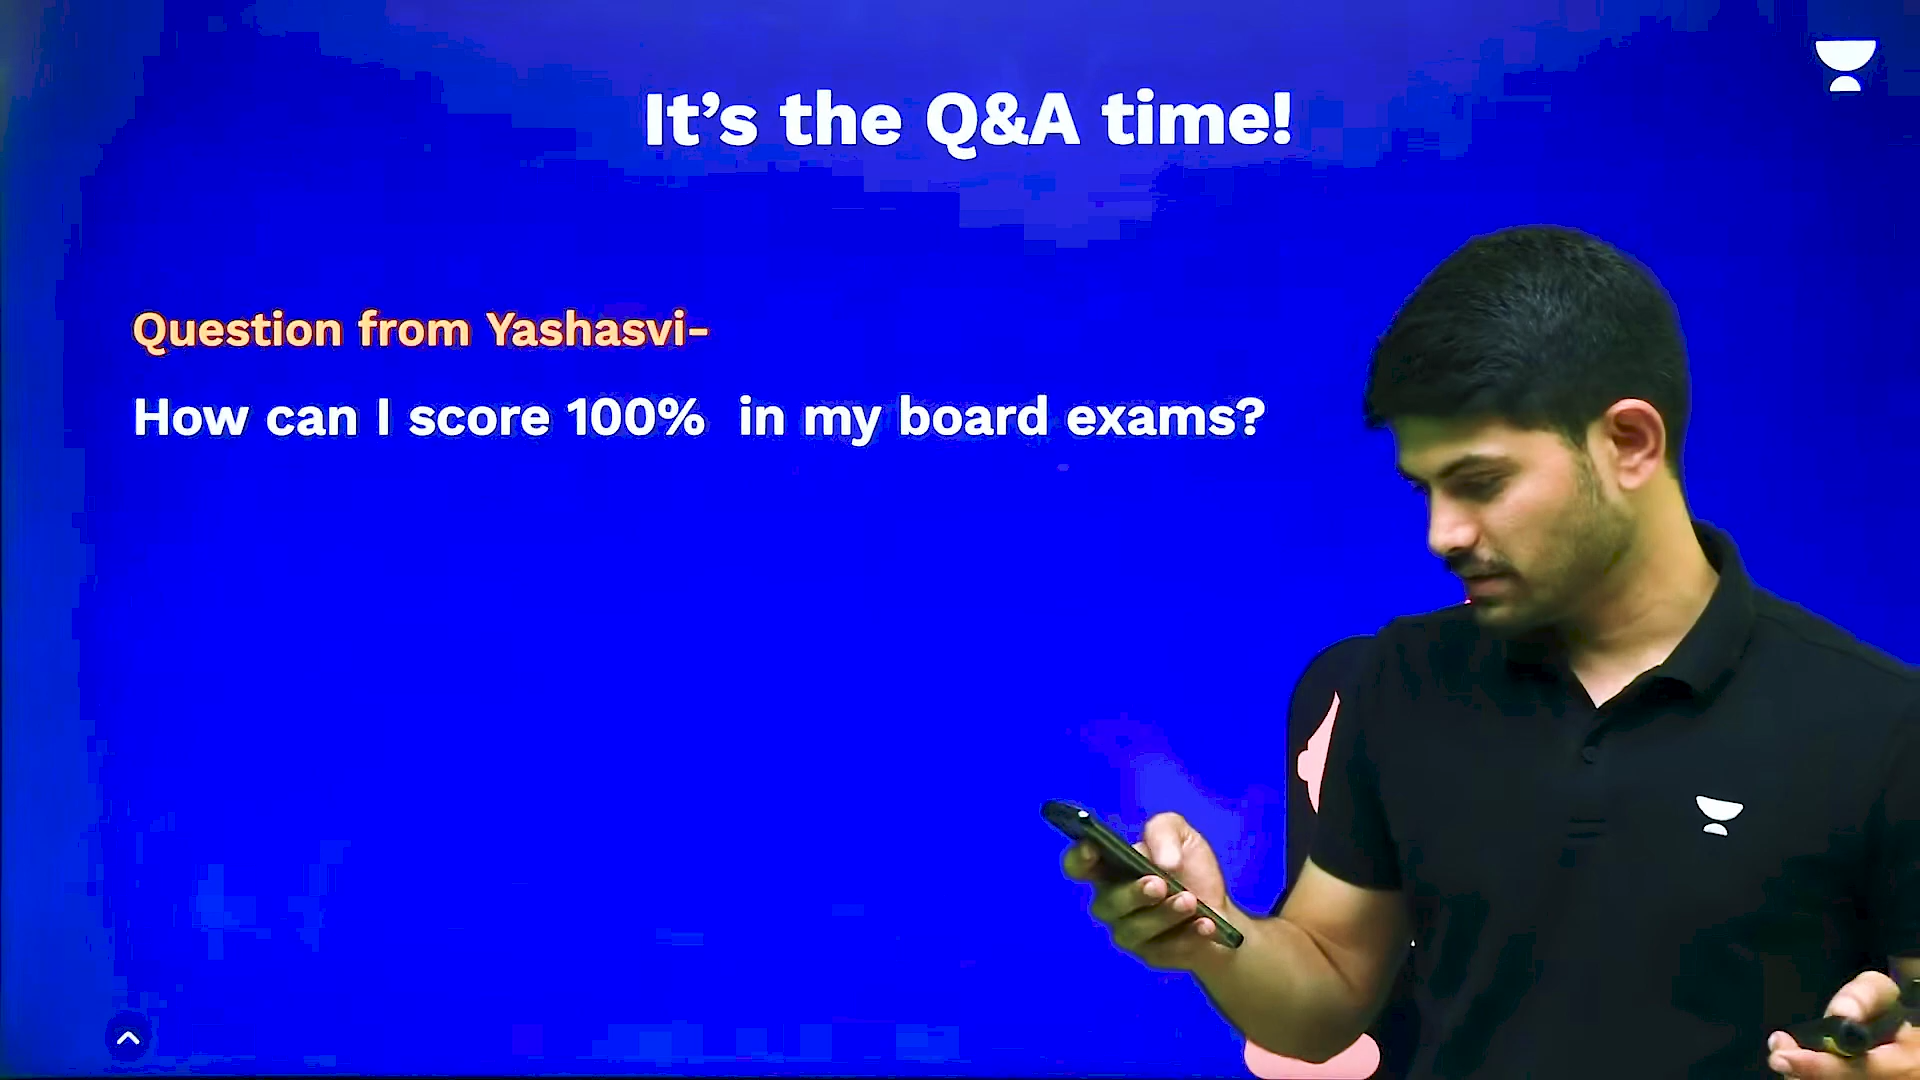 It's the Q&A time!
Question from Yashasvi-
How can I score 100% in my board exams?